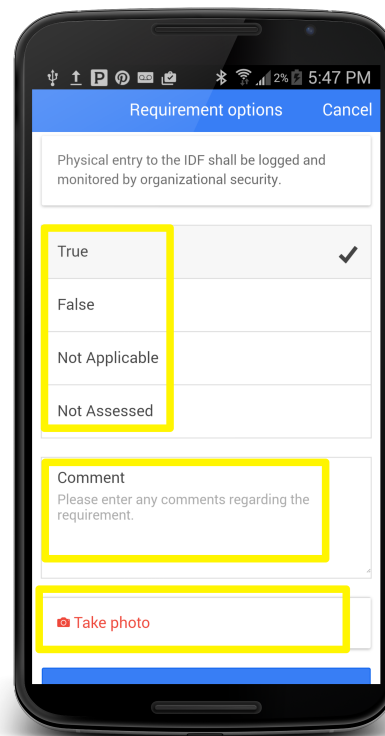 2% 5:47 PM
Requirement options Cancel
Physical entry to the IDF shall be logged and
monitored by organizational security.
True
False
Not Applicable
Not Assessed
Comment
Please enter any comments regarding the
requirement.
Take photo